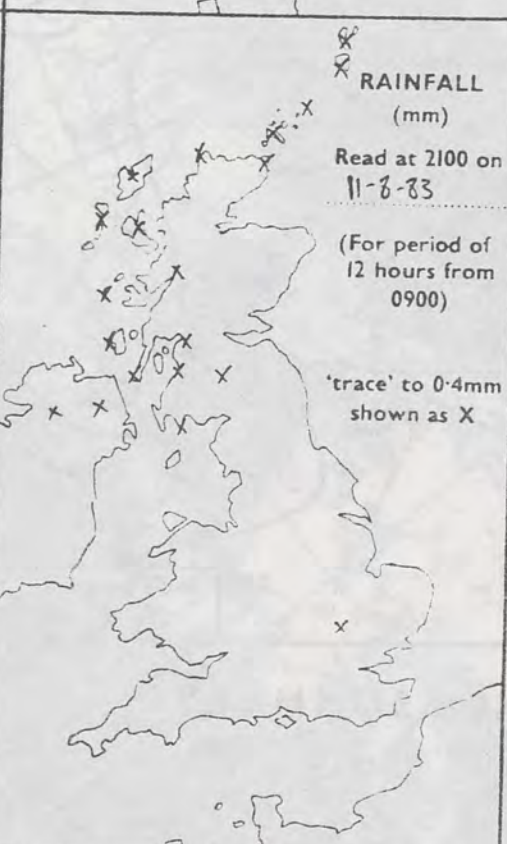 RAINFALL
(mm)
Read at 2100 on
11-8-83
(For period of
12 hours from
0900)
'trace' to 0·4mm
shown as X